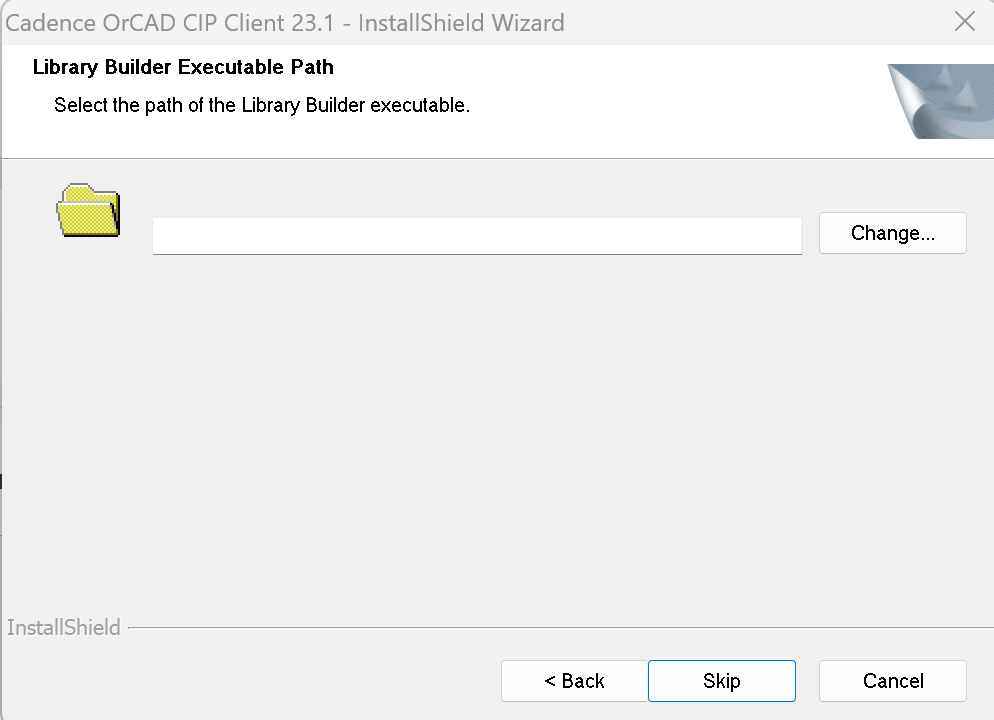 Cadence OrCAD CIP Client 23.1 - InstallShield Wizard
Library Builder Executable Path
Select the path of the Library Builder executable.
Change...
InstallShield
< Back
Skip
Cancel